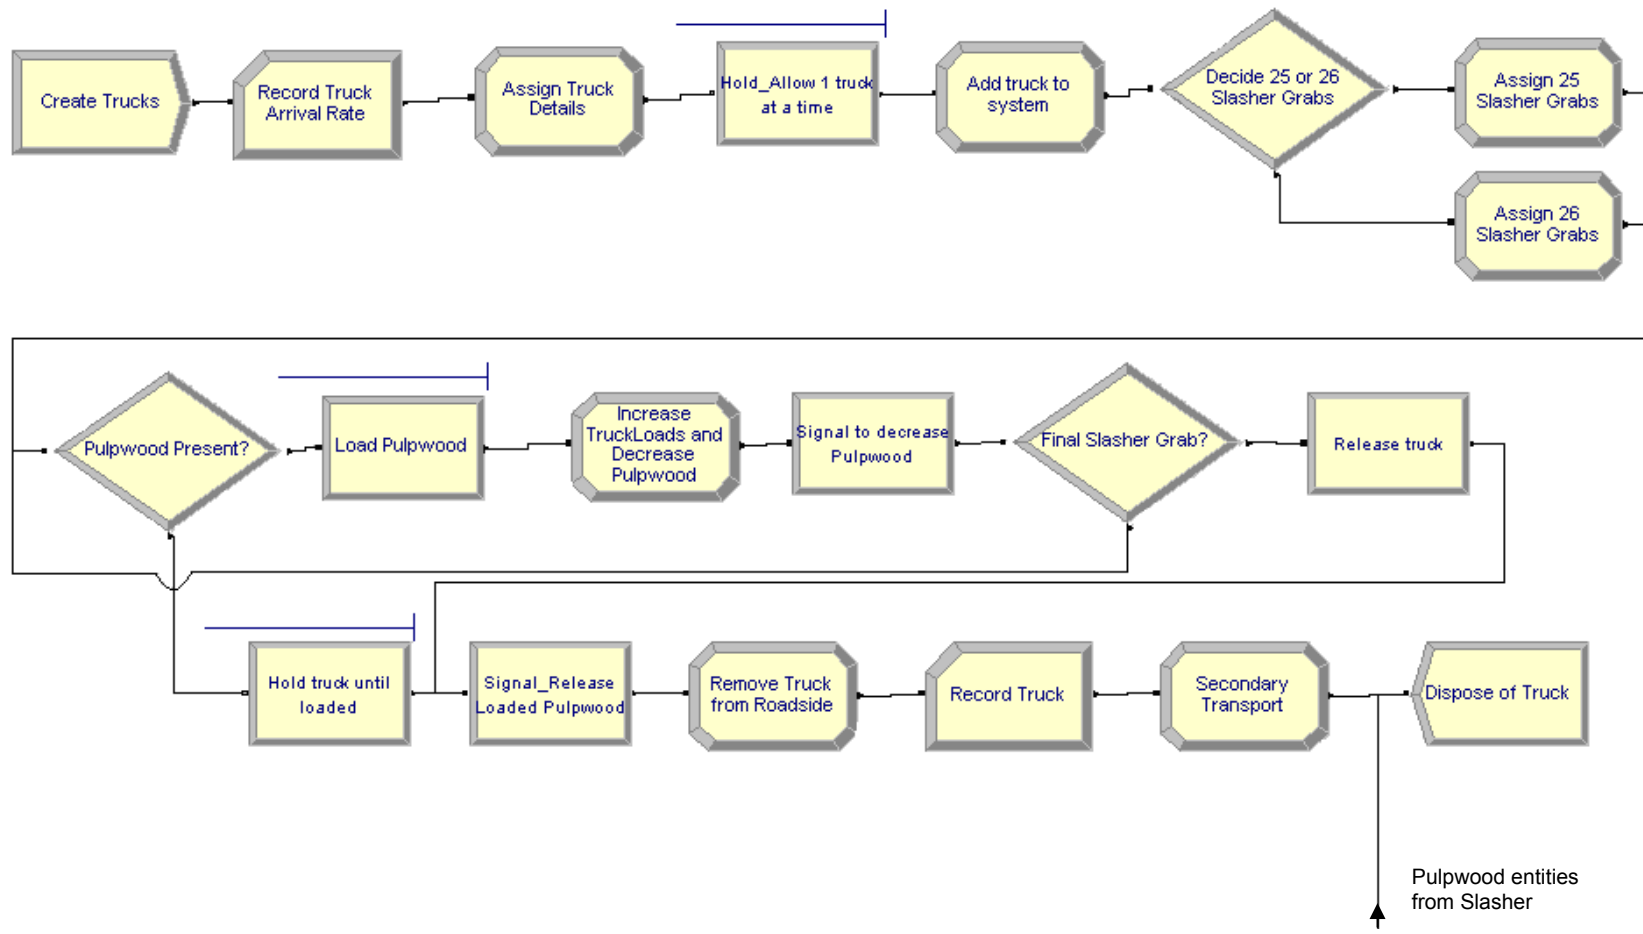 Create Trucks
Record Truck
Arrival Rate
Assign Truck
Details
Hold_Allow 1 truck
at a time
Add truck to
system
Decide 25 or 26
Slasher Grabs
Assign 25
Slasher Grabs
Assign 26
Slasher Grabs
Pulpwood Present?
Load Pulpwood
Increase
TruckLoads and
Decrease
Pulpwood
Signal to decrease
Pulpwood
Final Slasher Grab?
Release truck
Hold truck until
loaded
Signal_Release
Loaded Pulpwood
Remove Truck
from Roadside
Record Truck
Secondary
Transport
Dispose of Truck
Pulpwood entities
from Slasher